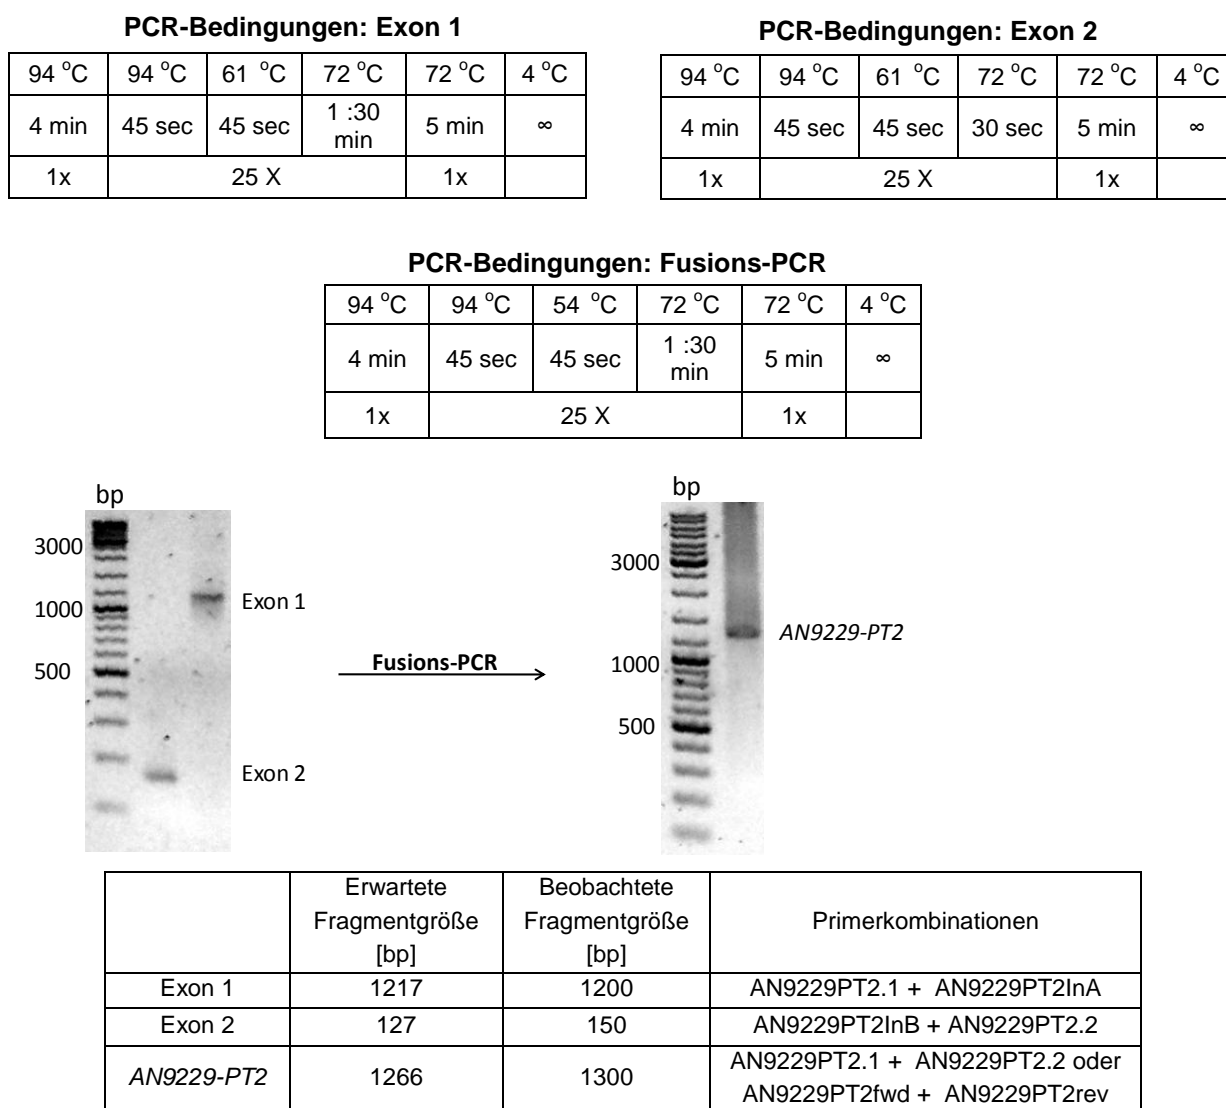 PCR-Bedingungen: Exon 1
94 °C 94 °C 61 °C 72 °C 72 °C 4 °C
4 min 45 sec 45 sec 1 :30 min 5 min ∞
1x 25 X 1x
PCR-Bedingungen: Exon 2
94 °C 94 °C 61 °C 72 °C 72 °C 4 °C
4 min 45 sec 45 sec 30 sec 5 min ∞
1x 25 X 1x
PCR-Bedingungen: Fusions-PCR
94 °C 94 °C 54 °C 72 °C 72 °C 4 °C
4 min 45 sec 45 sec 1 :30 min 5 min ∞
1x 25 X 1x
bp
3000
1000
500
Exon 1
Exon 2
Fusions-PCR
bp
3000
1000
500
AN9229-PT2
Erwartete Fragmentgröße [bp] Beobachtete Fragmentgröße [bp] Primerkombinationen
Exon 1 1217 1200 AN9229PT2.1 + AN9229PT2InA
Exon 2 127 150 AN9229PT2InB + AN9229PT2.2
AN9229-PT2 1266 1300 AN9229PT2.1 + AN9229PT2.2 oder
AN9229PT2fwd + AN9229PT2rev